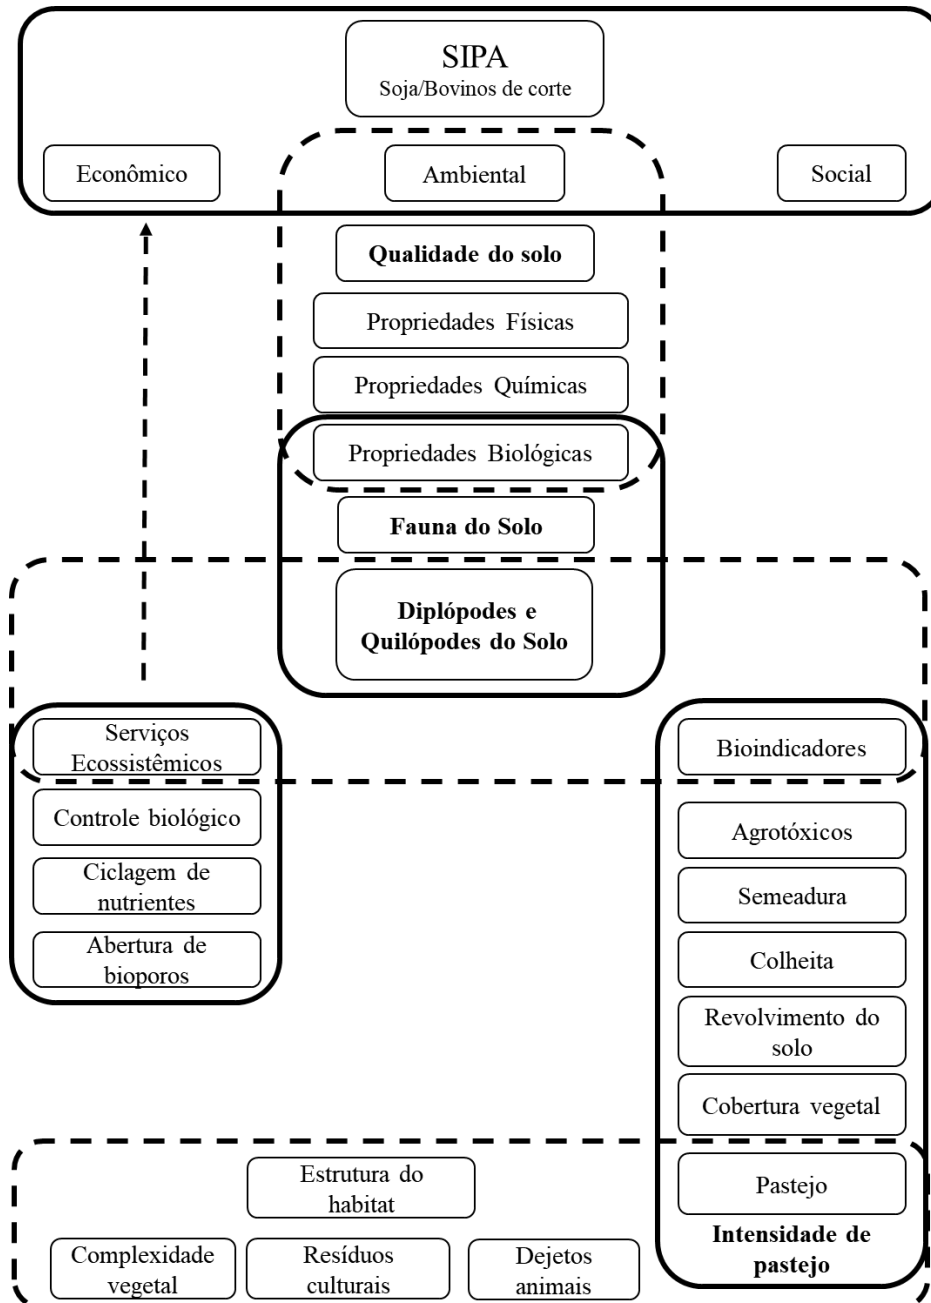 SIPA
Soja/Bovinos de corte
Econômico
Ambiental
Social
Qualidade do solo
Propriedades Físicas
Propriedades Químicas
Propriedades Biológicas
Fauna do Solo
Diplópodes e
Quilópodes do Solo
Serviços
Ecossistêmicos
Controle biológico
Ciclagem de
nutrientes
Abertura de
bioporos
Bioindicadores
Agrotóxicos
Semeadura
Colheita
Revolvimento do
solo
Cobertura vegetal
Pastejo
Intensidade de
pastejo
Estrutura do
habitat
Complexidade
vegetal
Resíduos
culturais
Dejetos
animais